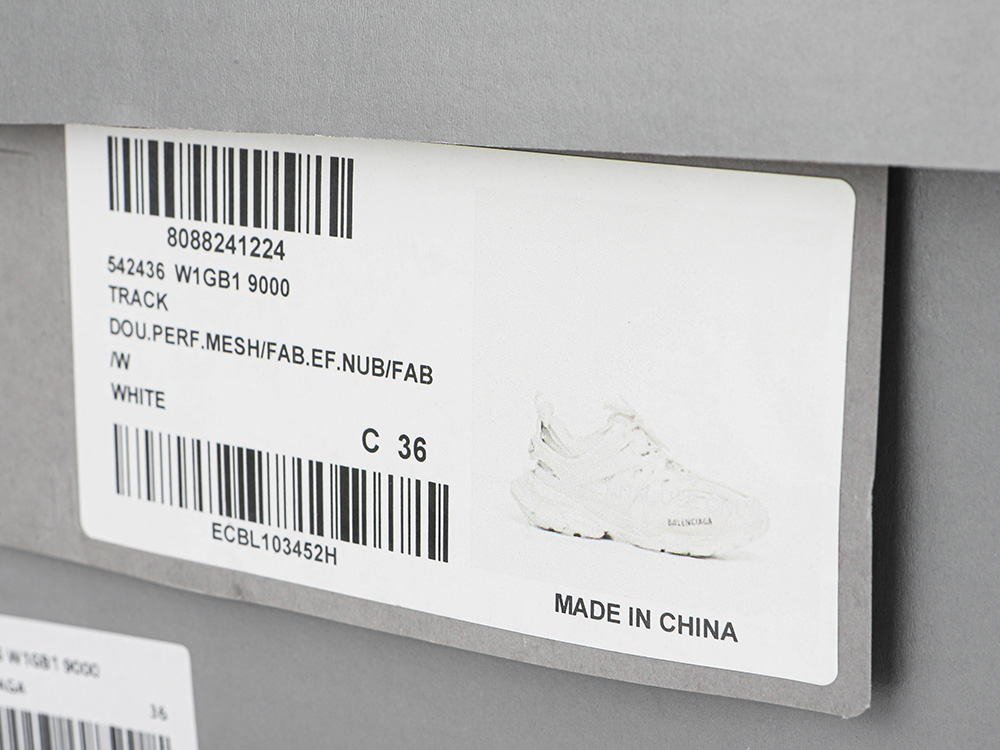 8088241224
542436 W1GB1 9000
TRACK
DOU.PERF.MESH/FAB.EF.NUB/FAB
/W
WHITE
C 36
ECBL103452H
BALENCIAGA
MADE IN CHINA
W1GB1 9000
36